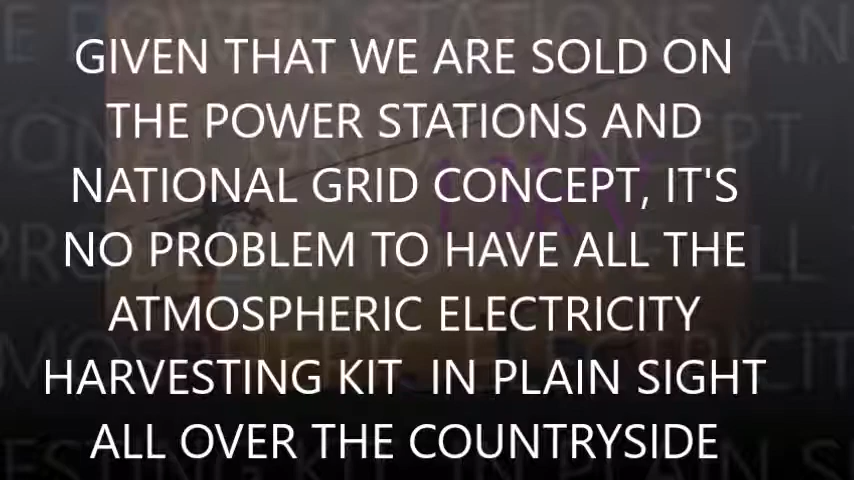 GIVEN THAT WE ARE SOLD ON
THE POWER STATIONS AND
NATIONAL GRID CONCEPT, IT'S
NO PROBLEM TO HAVE ALL THE
ATMOSPHERIC ELECTRICITY
HARVESTING KIT IN PLAIN SIGHT
ALL OVER THE COUNTRYSIDE